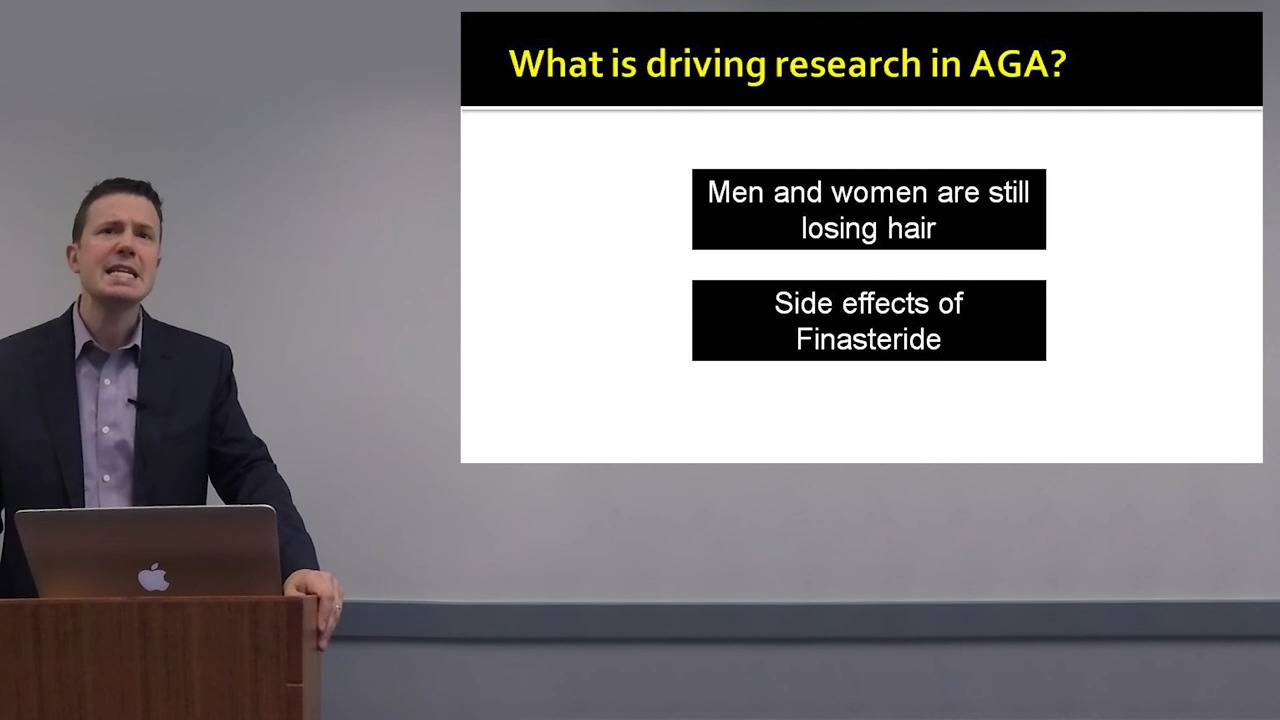 What is driving research in AGA?
Men and women are still
losing hair
Side effects of
Finasteride